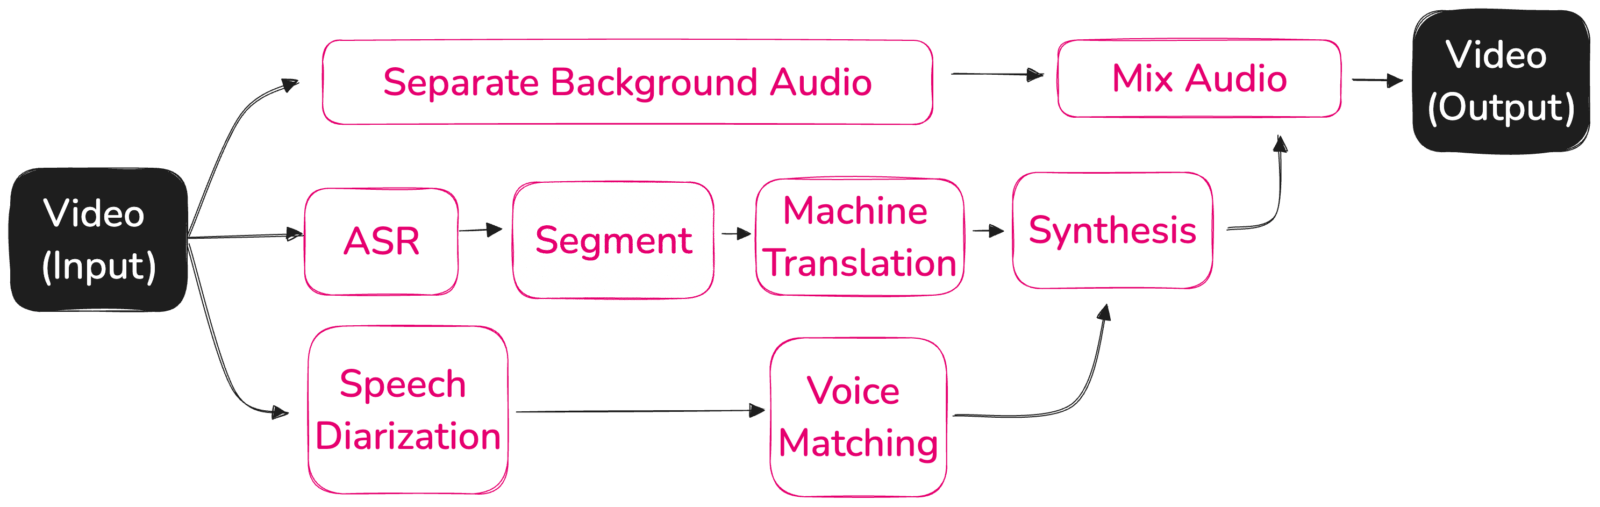 Separate Background Audio
Mix Audio
Video
(Output)
Video
(Input)
ASR
Segment
Machine
Translation
Synthesis
Speech
Diarization
Voice
Matching